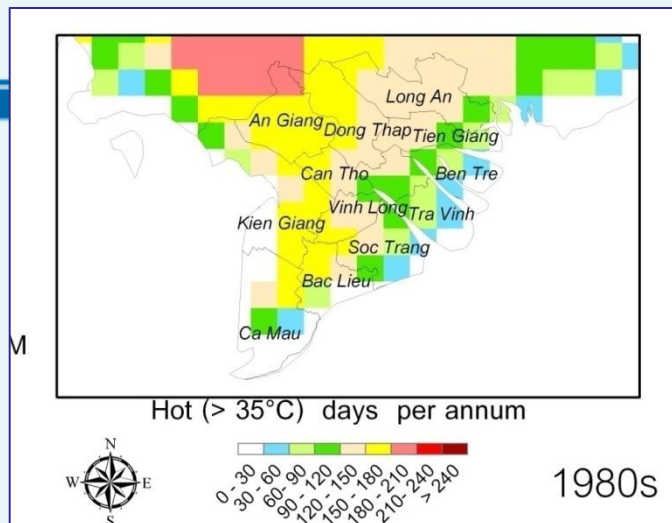 Long An
An Giang
Dong Thap
Tien Giang
Can Tho
Ben Tre
Vinh Long
Tra Vinh
Kien Giang
Soc Trang
Bac Lieu
Ca Mau
M
Hot (> 35°C) days per annum
N
W E
S
0 - 30
30 - 60
60- 90
90 - 120
120 - 150
150 - 180
180 - 210
210- 240
> 240
1980s